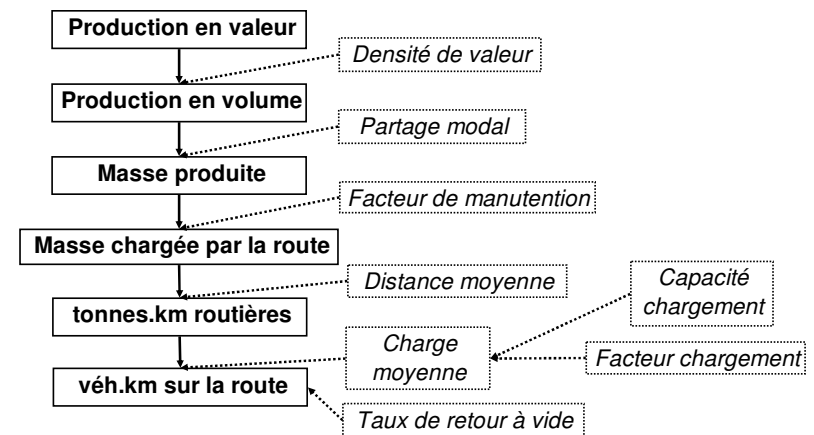 Production en valeur
Densité de valeur
Production en volume
Partage modal
Masse produite
Facteur de manutention
Masse chargée par la route
Distance moyenne
Capacité
chargement
tonnes.km routières
Charge
moyenne
Facteur chargement
véh.km sur la route
Taux de retour à vide